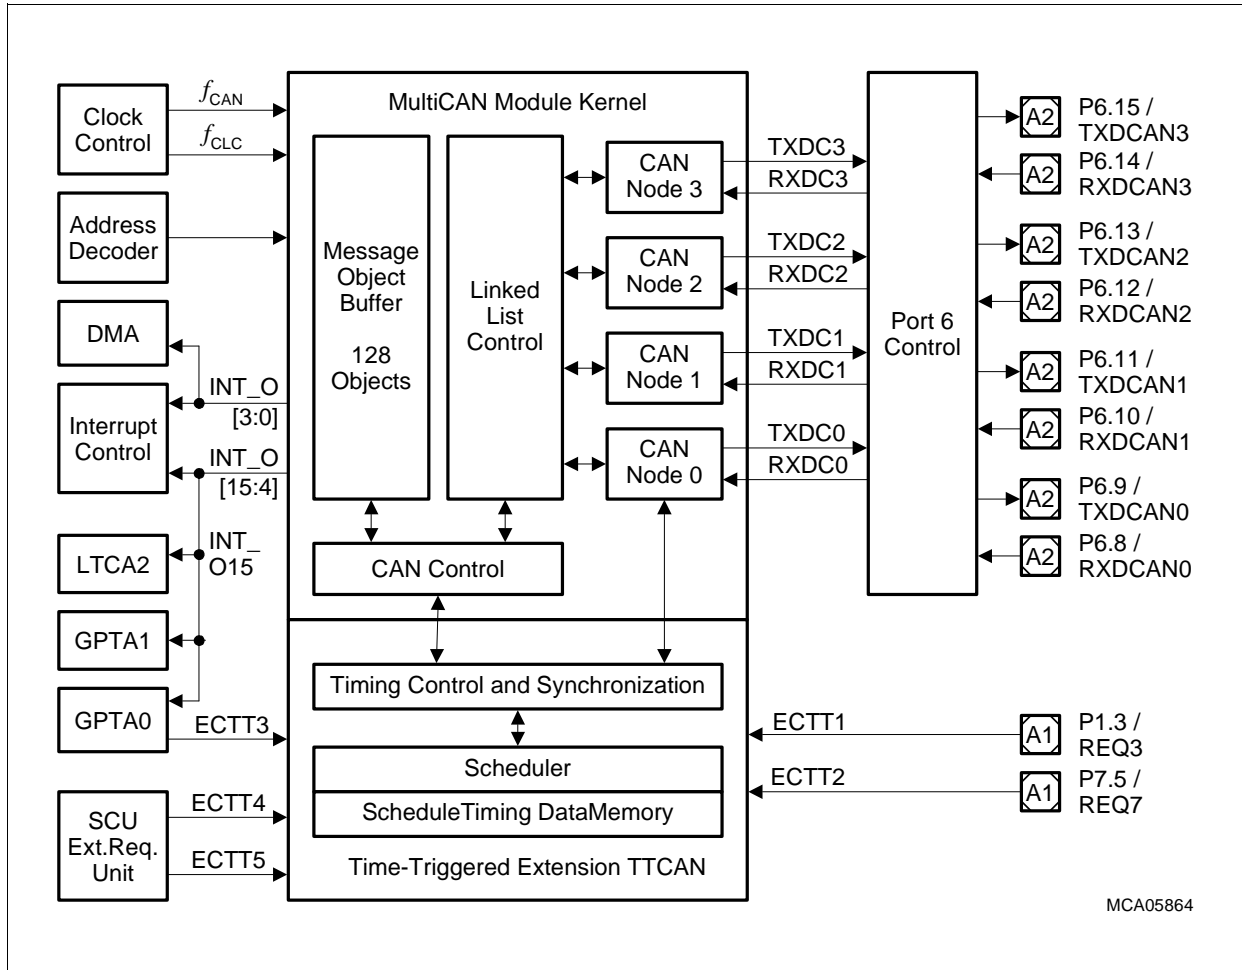 Clock
Control
fCAN
fCLC
Address
Decoder
DMA
INT_O
[3:0]
Interrupt
Control
INT_O
[15:4]
LTCA2
INT_
O15
GPTA1
GPTA0
ECTT3
SCU
Ext.Req.
Unit
ECTT4
ECTT5
MultiCAN Module Kernel
Message
Object
Buffer
128
Objects
Linked
List
Control
CAN
Node 3
CAN
Node 2
CAN
Node 1
CAN
Node 0
CAN Control
Timing Control and Synchronization
Scheduler
ScheduleTiming DataMemory
Time-Triggered Extension TTCAN
TXDC3
RXDC3
TXDC2
RXDC2
TXDC1
RXDC1
TXDC0
RXDC0
Port 6
Control
A2
P6.15 /
TXDCAN3
A2
P6.14 /
RXDCAN3
A2
P6.13 /
TXDCAN2
A2
P6.12 /
RXDCAN2
A2
P6.11 /
TXDCAN1
A2
P6.10 /
RXDCAN1
A2
P6.9 /
TXDCAN0
A2
P6.8 /
RXDCAN0
ECTT1
A1
P1.3 /
REQ3
ECTT2
A1
P7.5 /
REQ7
MCA05864